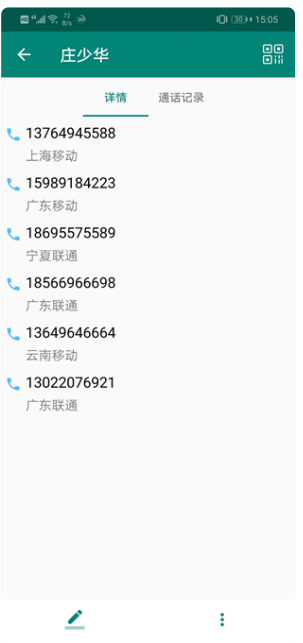 72
B/s
30
15:05
庄少华
详情 通话记录
13764945588
上海移动
15989184223
广东移动
18695575589
宁夏联通
18566966698
广东联通
13649646664
云南移动
13022076921
广东联通